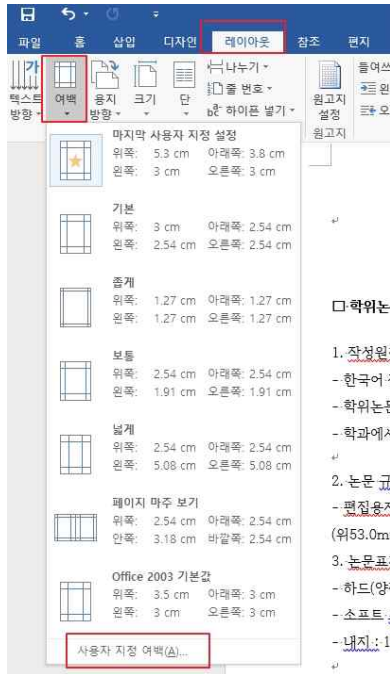 파일 홈 삽입 디자인 레이아웃 참조 편지
가
텍스트 방향 여백 용지 방향 크기 단
나누기
줄 번호
하이픈 넣기
원고지 설정
원고지
마지막 사용자 지정 설정
위쪽: 5.3 cm 아래쪽: 3.8 cm
왼쪽: 3 cm 오른쪽: 3 cm
기본
위쪽: 3 cm 아래쪽: 2.54 cm
왼쪽: 2.54 cm 오른쪽: 2.54 cm
좁게
위쪽: 1.27 cm 아래쪽: 1.27 cm
왼쪽: 1.27 cm 오른쪽: 1.27 cm
보통
위쪽: 2.54 cm 아래쪽: 2.54 cm
왼쪽: 1.91 cm 오른쪽: 1.91 cm
넓게
위쪽: 2.54 cm 아래쪽: 2.54 cm
왼쪽: 5.08 cm 오른쪽: 5.08 cm
페이지 마주 보기
위쪽: 2.54 cm 아래쪽: 2.54 cm
안쪽: 3.18 cm 바깥쪽: 2.54 cm
Office 2003 기본값
위쪽: 3.5 cm 아래쪽: 3 cm
왼쪽: 3 cm 오른쪽: 3 cm
사용자 지정 여백(A)...
들여쓰
왼
오
□ 학위논
1. 작성원
- 한국어
- 학위논
- 학과에서
2. 논문 규
- 편집용지
(위53.0m
3. 논문표
- 하드(양
- 소프트
- 내지 : 1